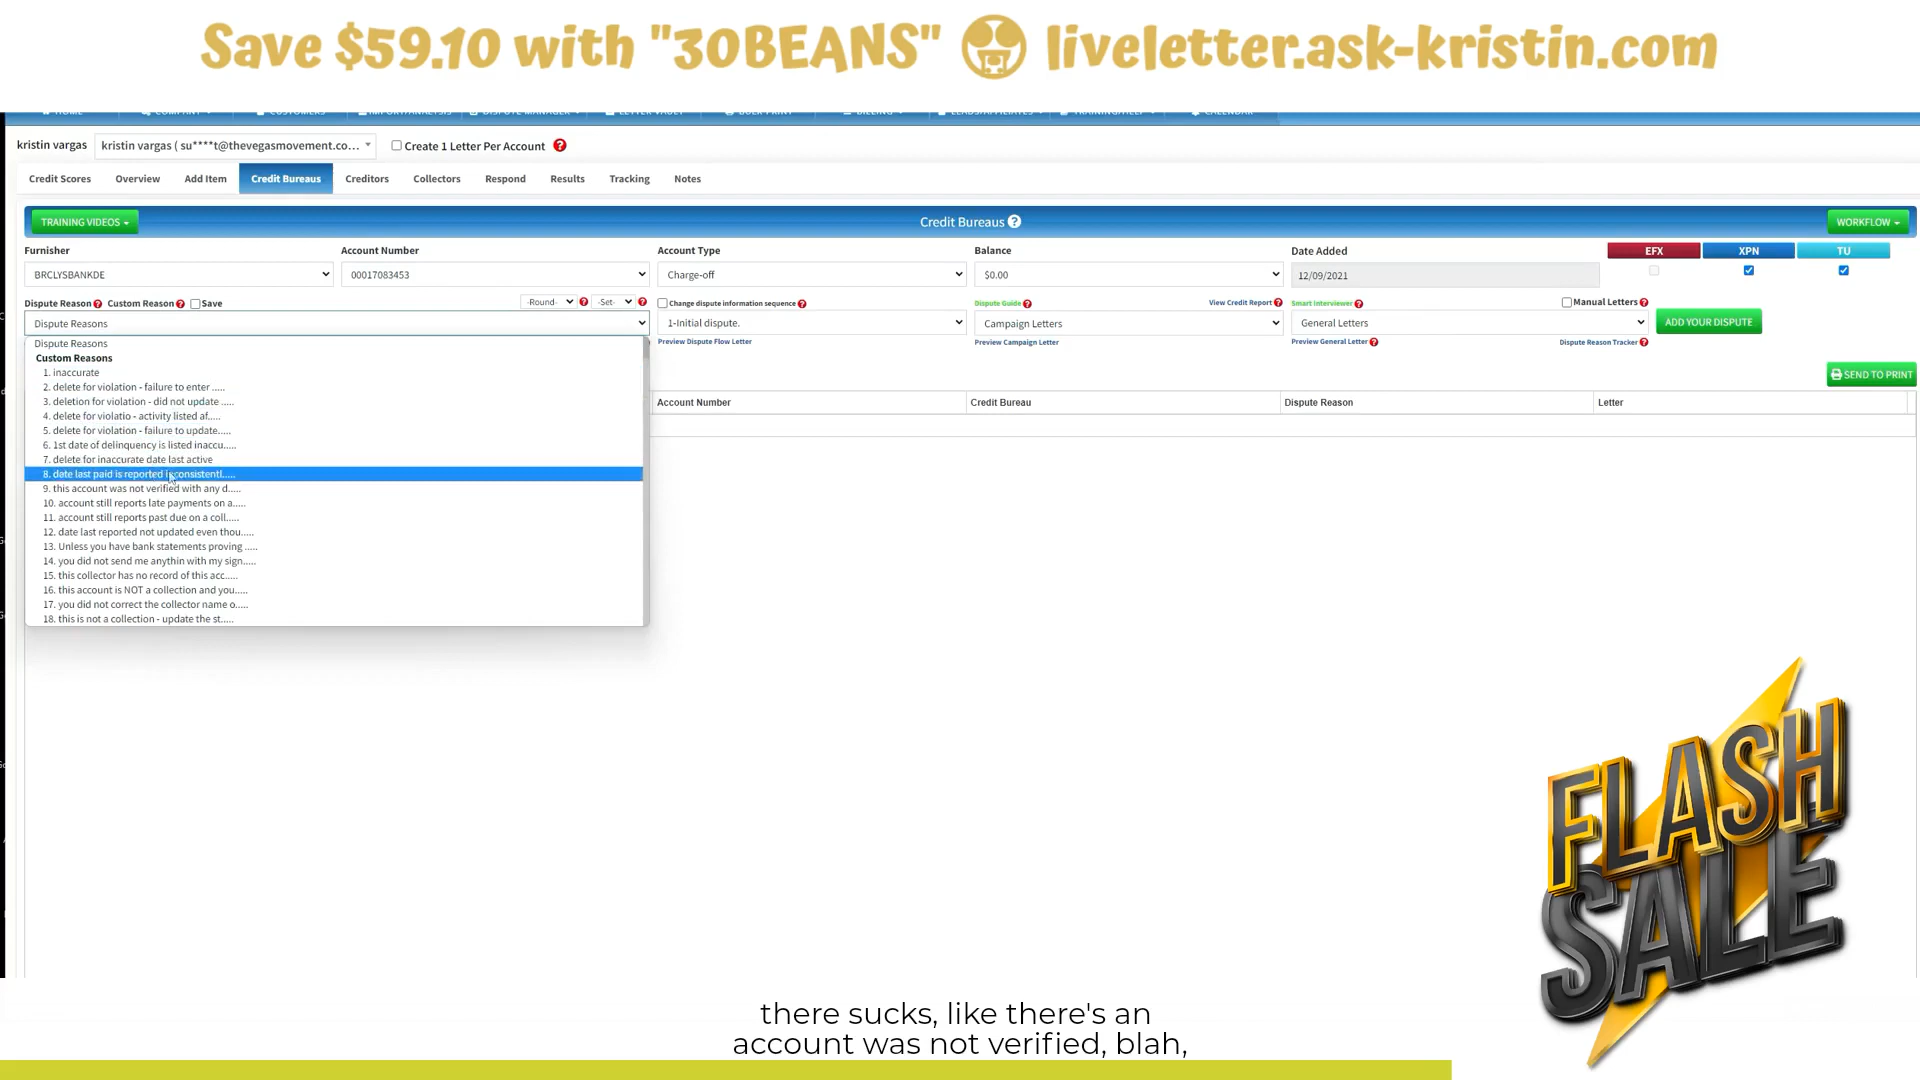 Save $59.10 with "30BEANS" liveletter.ask-kristin.com
kristin vargas
kristin vargas ( su****t@thevegasmovement.co...
Create 1 Letter Per Account
Credit Scores
Overview
Add Item
Credit Bureaus
Creditors
Collectors
Respond
Results
Tracking
Notes
TRAINING VIDEOS
Credit Bureaus
WORKFLOW
Furnisher
Account Number
Account Type
Balance
Date Added
EFX
XPN
TU
BRCLYSBANKDE
00017083453
Charge-off
$0.00
12/09/2021
Dispute Reason
Custom Reason
Save
-Round-
-Set-
Change dispute information sequence
Dispute Guide
View Credit Report
Smart Interviewer
Manual Letters
Dispute Reasons
1-Initial dispute.
Campaign Letters
General Letters
ADD YOUR DISPUTE
Preview Dispute Flow Letter
Preview Campaign Letter
Preview General Letter
Dispute Reason Tracker
SEND TO PRINT
Account Number
Credit Bureau
Dispute Reason
Letter
Dispute Reasons
Custom Reasons
1. inaccurate
2. delete for violation - failure to enter .....
3. deletion for violation - did not update .....
4. delete for violatio - activity listed af.....
5. delete for violation - failure to update.....
6. 1st date of delinquency is listed inaccu.....
7. delete for inaccurate date last active
8. date last paid is reported inconsistentl.....
9. this account was not verified with any d.....
10. account still reports late payments on a.....
11. account still reports past due on a coll.....
12. date last reported not updated even thou.....
13. Unless you have bank statements proving .....
14. you did not send me anythin with my sign.....
15. this collector has no record of this acc.....
16. this account is NOT a collection and you.....
17. you did not correct the collector name o.....
18. this is not a collection - update the st.....
FLASH
SALE
there sucks, like there's an
account was not verified, blah,